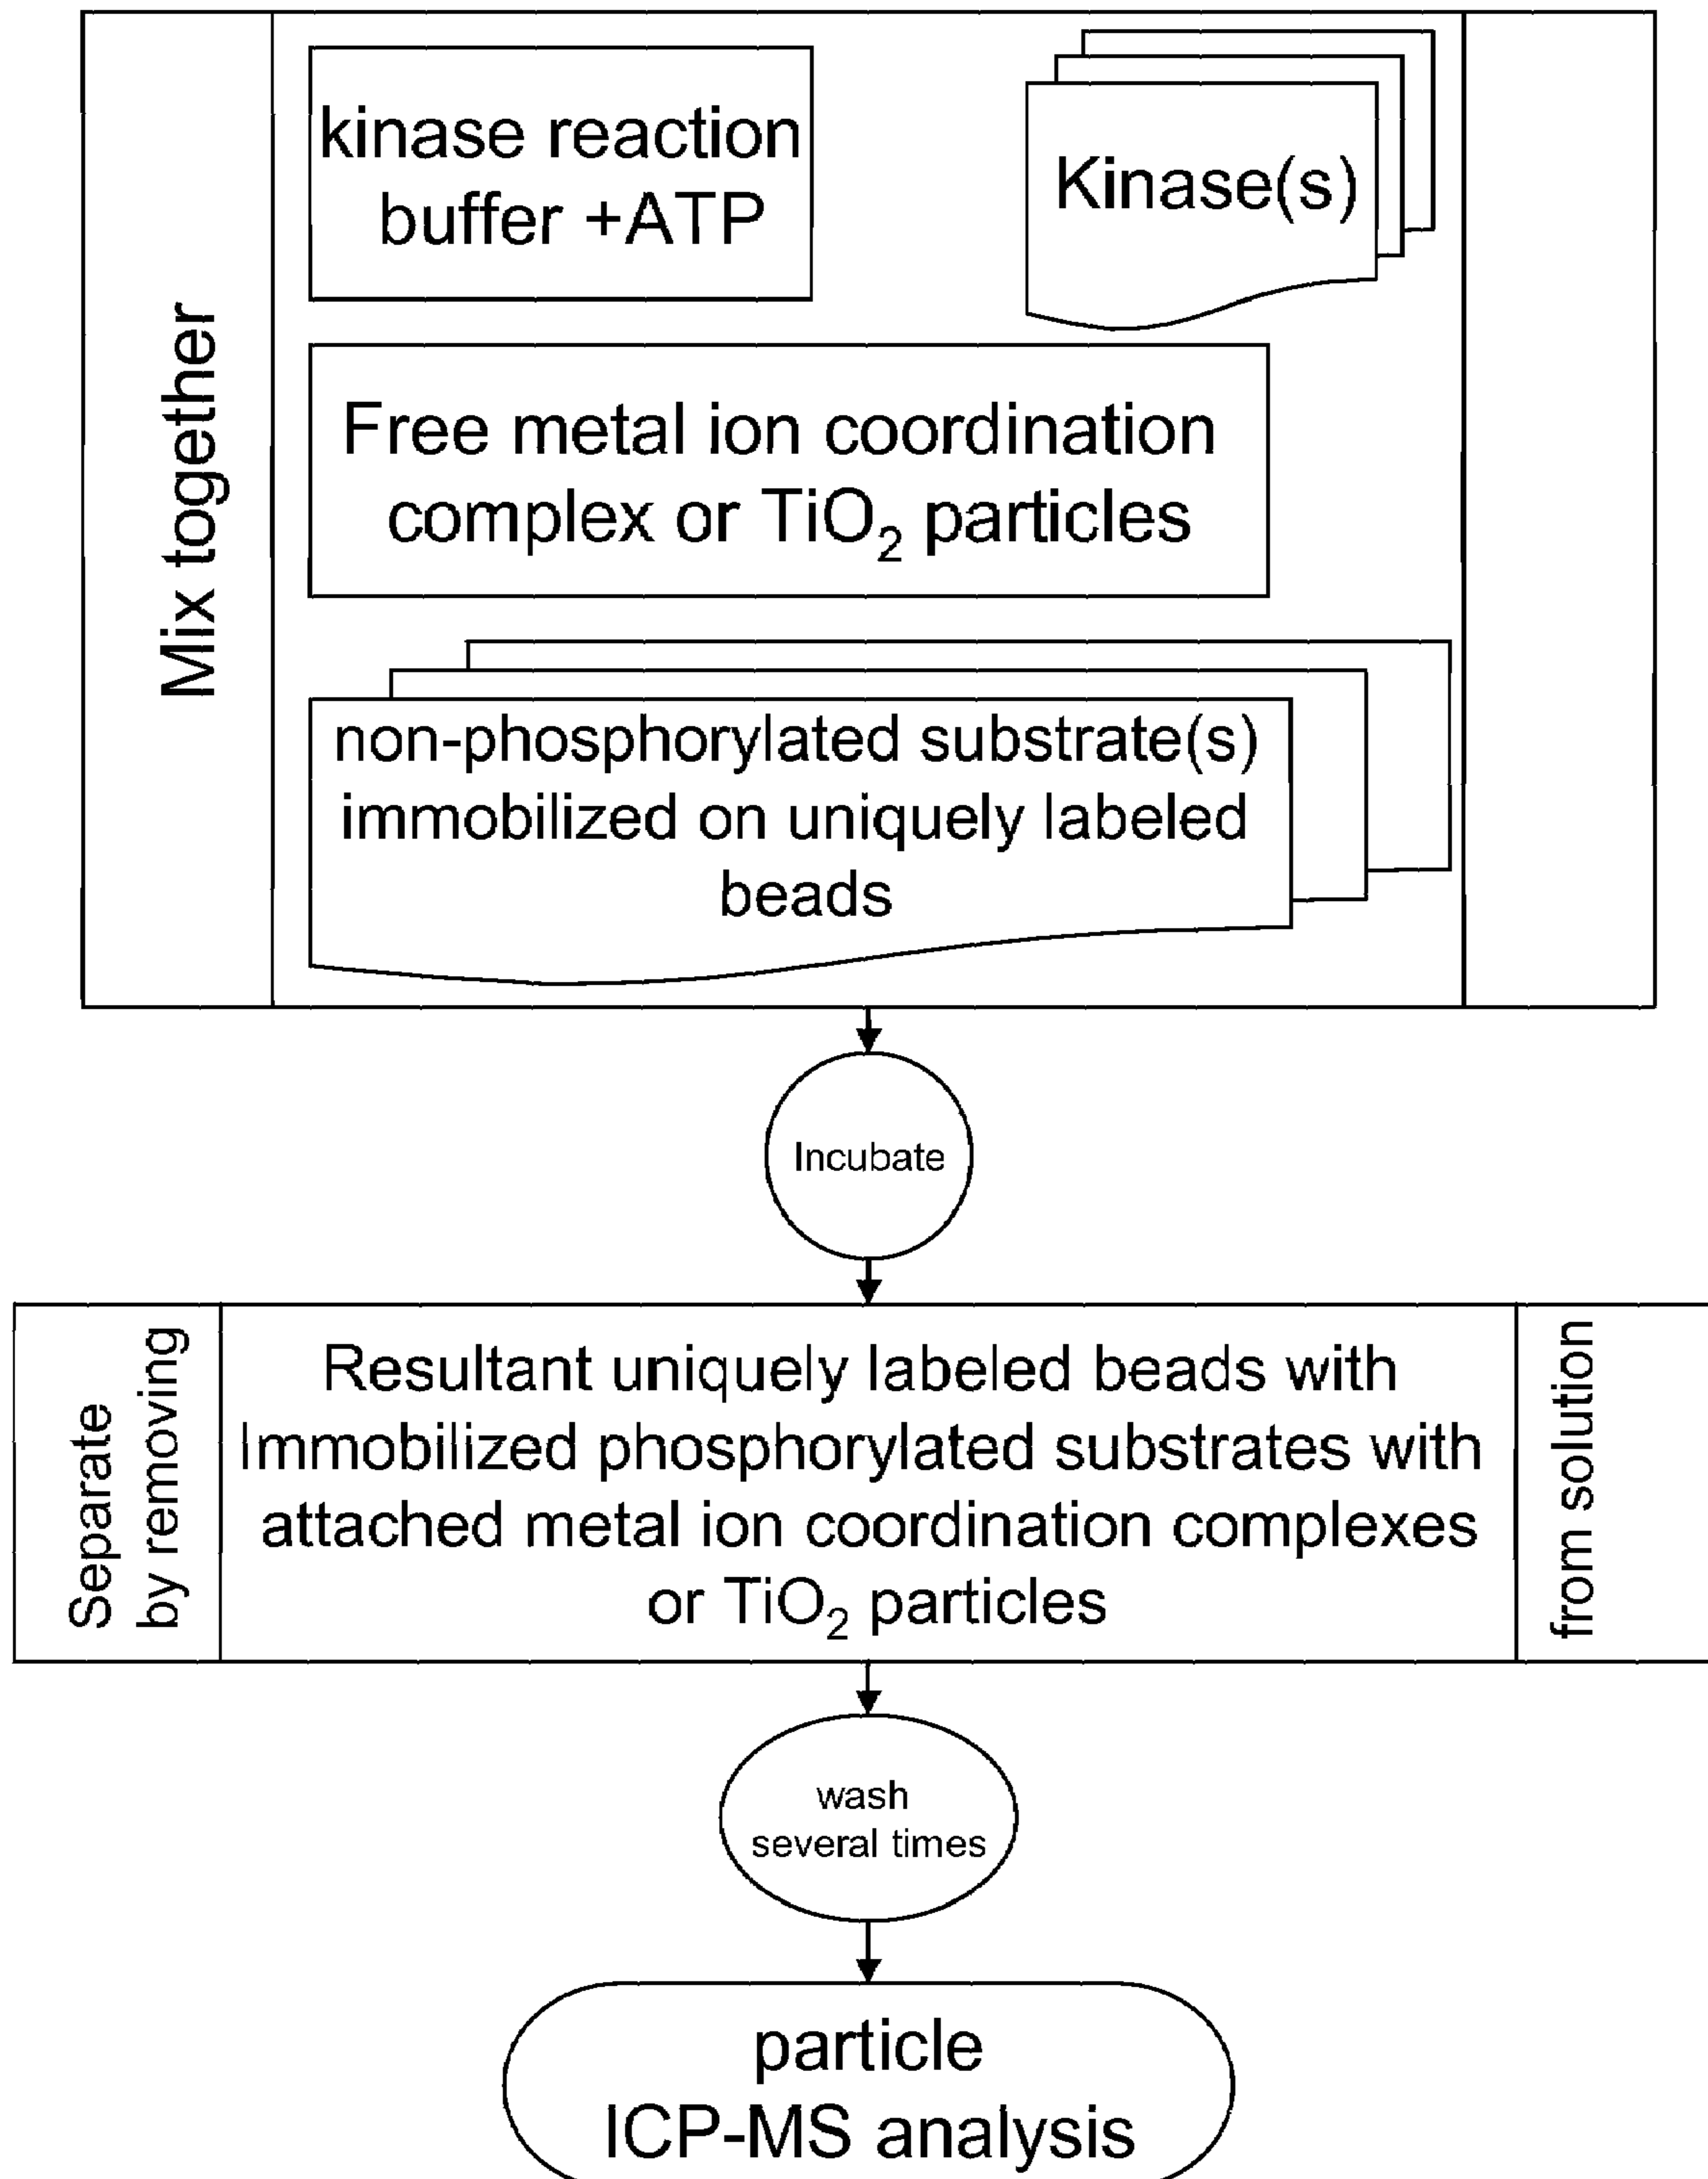 Mix together
kinase reaction
buffer +ATP
Kinase(s)
Free metal ion coordination
complex or TiO₂ particles
non-phosphorylated substrate(s)
immobilized on uniquely labeled
beads
Incubate
Separate
by removing
Resultant uniquely labeled beads with
Immobilized phosphorylated substrates with
attached metal ion coordination complexes
or TiO₂ particles
from solution
wash
several times
particle
ICP-MS analysis